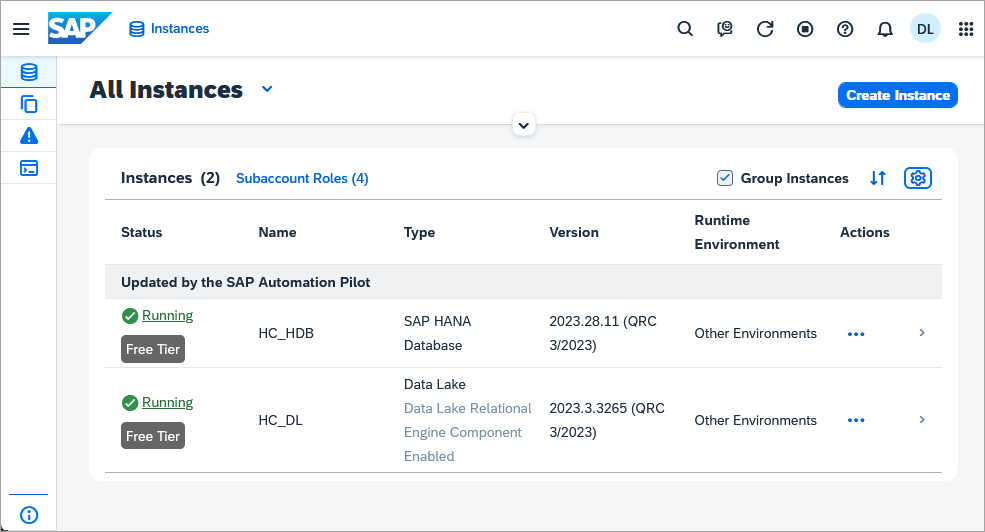 SAP Instances DL
All Instances
Create Instance
Instances (2) Subaccount Roles (4) Group Instances
Status Name Type Version Runtime Environment Actions
Updated by the SAP Automation Pilot
Running
Free Tier
HC_HDB
SAP HANA
Database
2023.28.11 (QRC
3/2023)
Other Environments
Running
Free Tier
HC_DL
Data Lake
Data Lake Relational
Engine Component
Enabled
2023.3.3265 (QRC
3/2023)
Other Environments